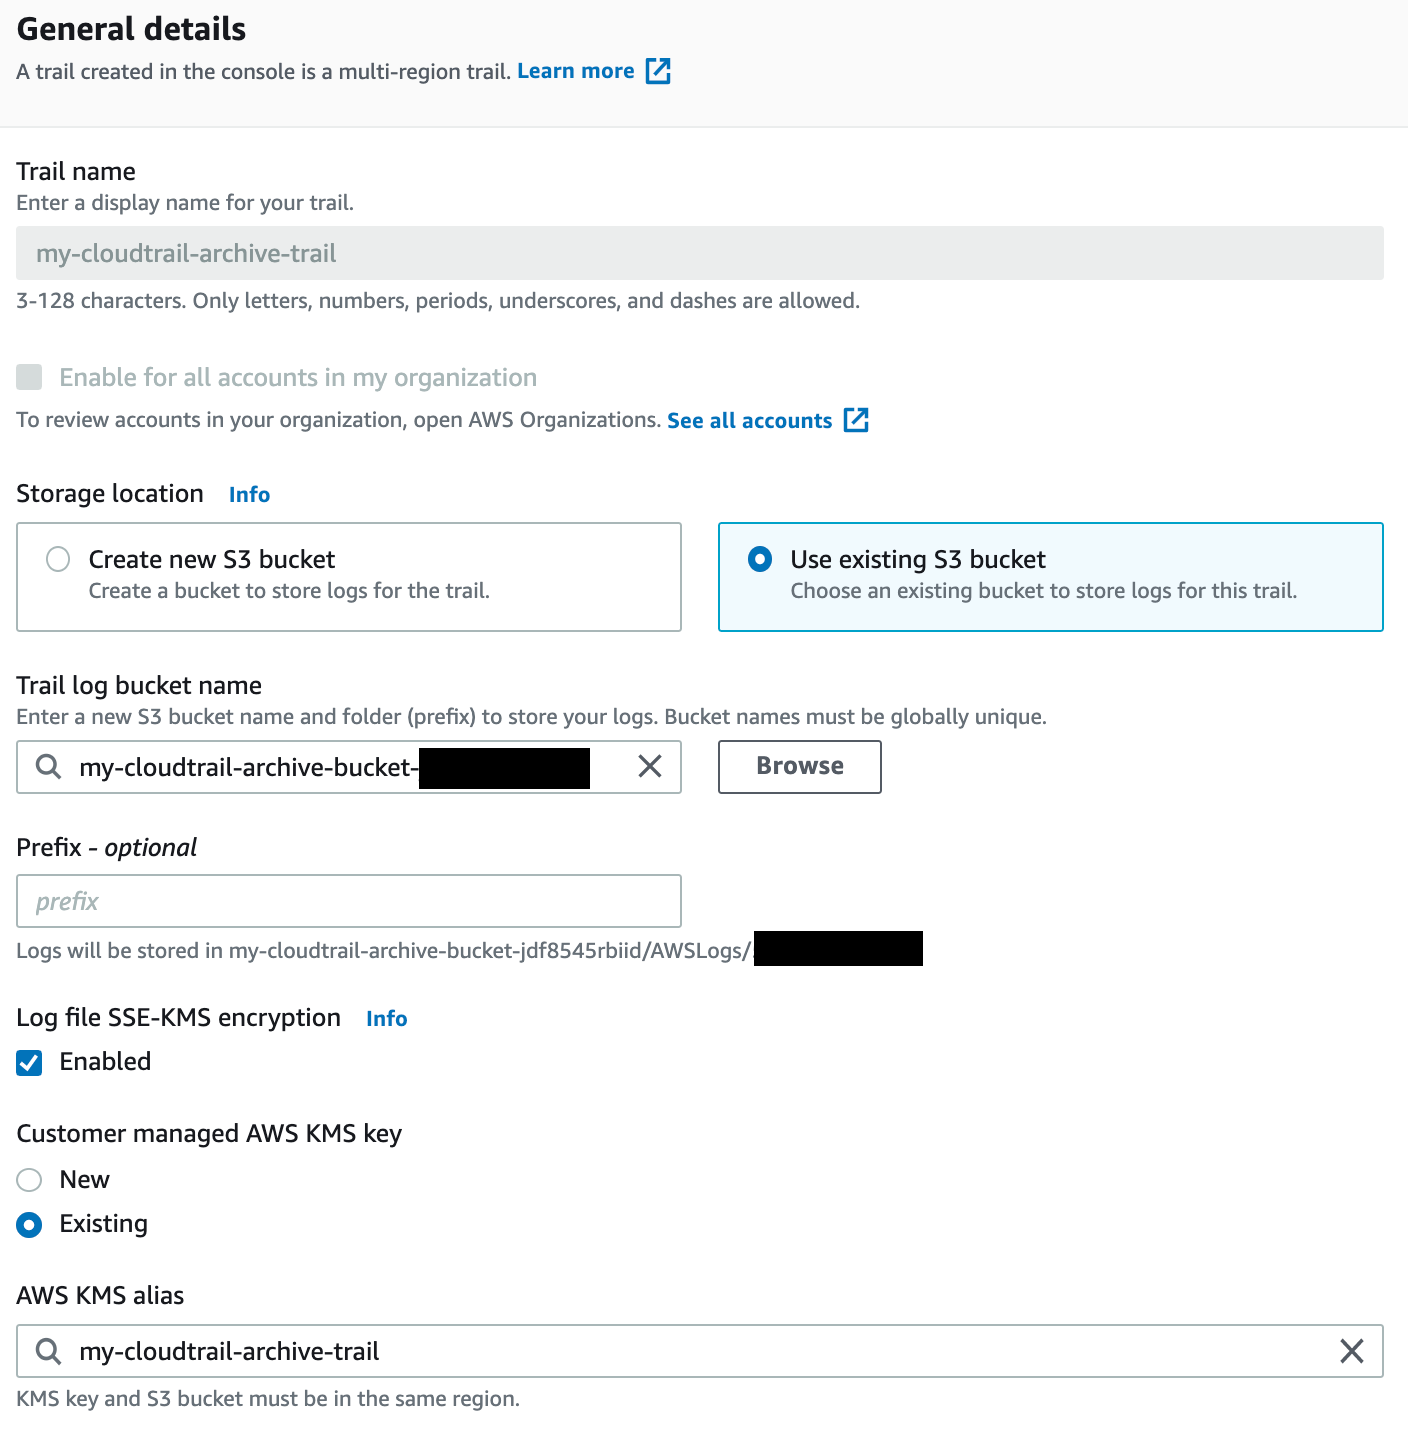 General details
A trail created in the console is a multi-region trail. Learn more
Trail name
Enter a display name for your trail.
my-cloudtrail-archive-trail
3-128 characters. Only letters, numbers, periods, underscores, and dashes are allowed.
Enable for all accounts in my organization
To review accounts in your organization, open AWS Organizations. See all accounts
Storage location Info
Create new S3 bucket
Create a bucket to store logs for the trail.
Use existing S3 bucket
Choose an existing bucket to store logs for this trail.
Trail log bucket name
Enter a new S3 bucket name and folder (prefix) to store your logs. Bucket names must be globally unique.
my-cloudtrail-archive-bucket-
Browse
Prefix - optional
prefix
Logs will be stored in my-cloudtrail-archive-bucket-jdf8545rbiid/AWSLogs/
Log file SSE-KMS encryption Info
Enabled
Customer managed AWS KMS key
New
Existing
AWS KMS alias
my-cloudtrail-archive-trail
KMS key and S3 bucket must be in the same region.